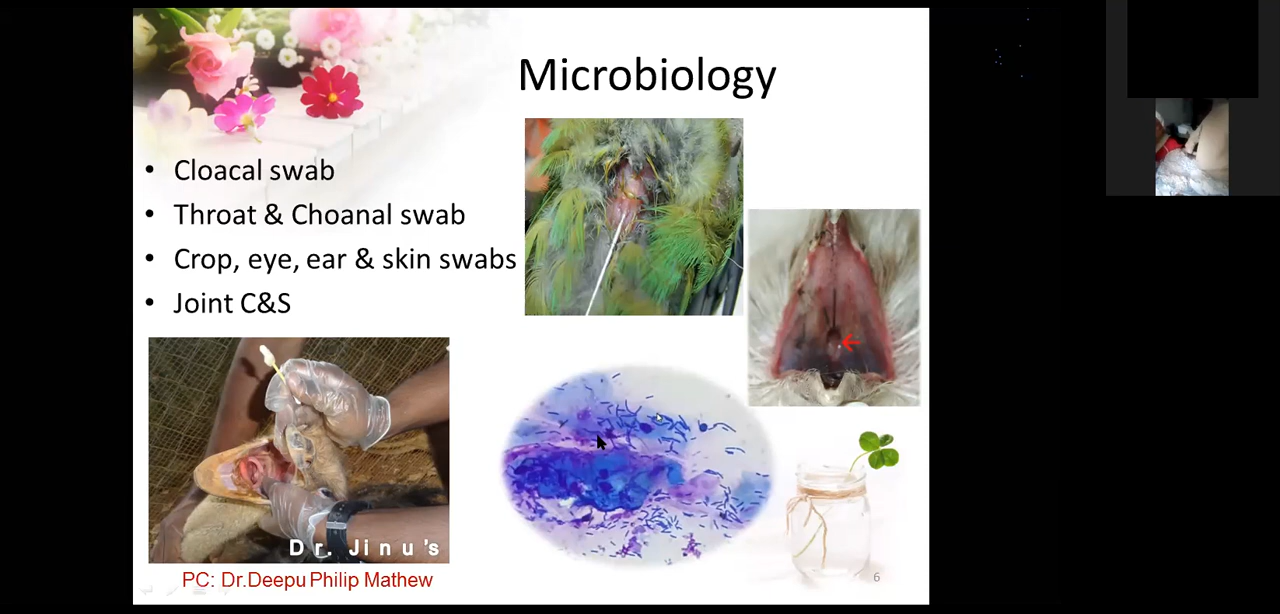 Microbiology
• Cloacal swab
• Throat & Choanal swab
• Crop, eye, ear & skin swabs
• Joint C&S
Dr. Jinu's
PC: Dr.Deepu Philip Mathew
6